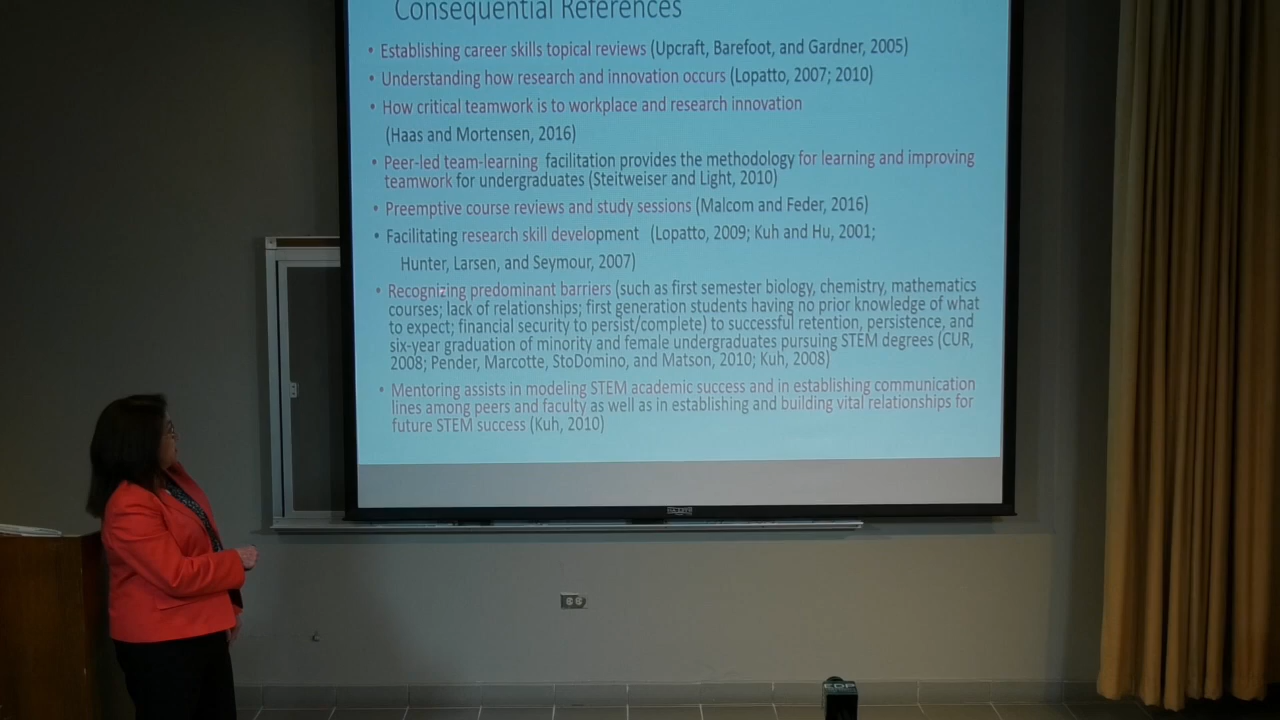 Consequential References
• Establishing career skills topical reviews (Upcraft, Barefoot, and Gardner, 2005)
• Understanding how research and innovation occurs (Lopatto, 2007; 2010)
• How critical teamwork is to workplace and research innovation
(Haas and Mortensen, 2016)
• Peer-led team-learning facilitation provides the methodology for learning and improving
teamwork for undergraduates (Steitweiser and Light, 2010)
• Preemptive course reviews and study sessions (Malcom and Feder, 2016)
• Facilitating research skill development (Lopatto, 2009; Kuh and Hu, 2001;
Hunter, Larsen, and Seymour, 2007)
• Recognizing predominant barriers (such as first semester biology, chemistry, mathematics
courses; lack of relationships; first generation students having no prior knowledge of what
to expect; financial security to persist/complete) to successful retention, persistence, and
six-year graduation of minority and female undergraduates pursuing STEM degrees (CUR,
2008; Pender, Marcotte, StoDomino, and Matson, 2010; Kuh, 2008)
• Mentoring assists in modeling STEM academic success and in establishing communication
lines among peers and faculty as well as in establishing and building vital relationships for
future STEM success (Kuh, 2010)
EDP